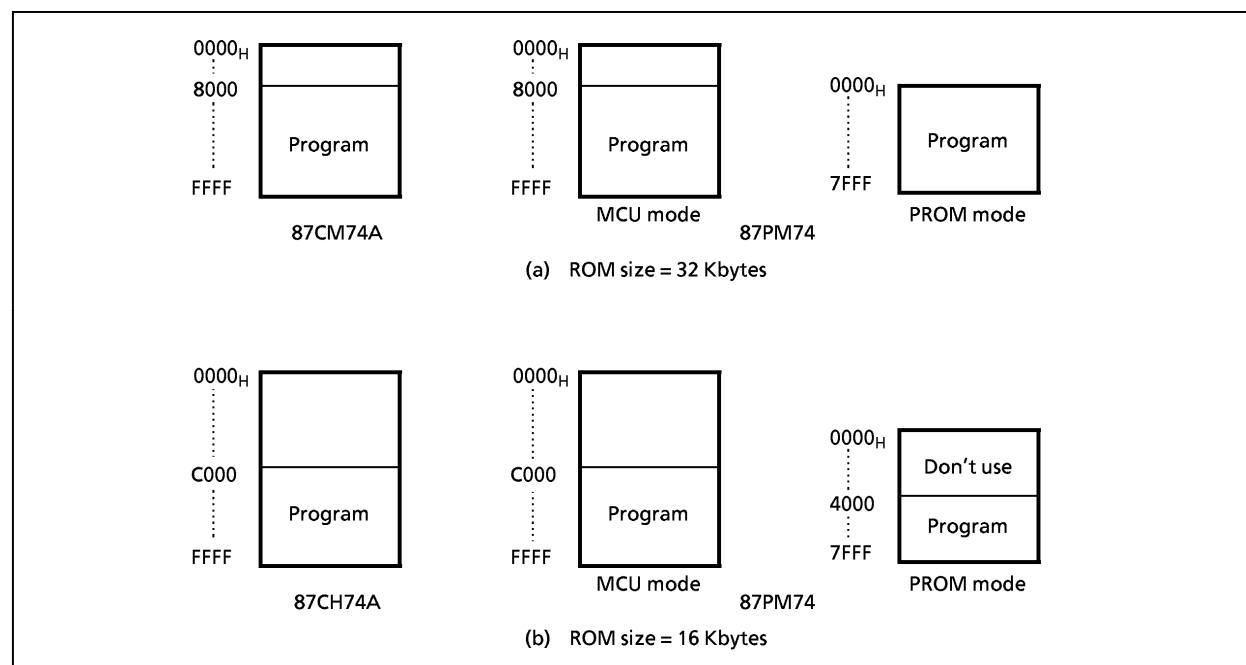 0000H
8000
Program
FFFF
87CM74A
0000H
8000
Program
FFFF
MCU mode
0000H
Program
7FFF
PROM mode
87PM74
(a) ROM size = 32 Kbytes
0000H
C000
Program
FFFF
87CH74A
0000H
C000
Program
FFFF
MCU mode
0000H
Don't use
4000
Program
7FFF
PROM mode
87PM74
(b) ROM size = 16 Kbytes